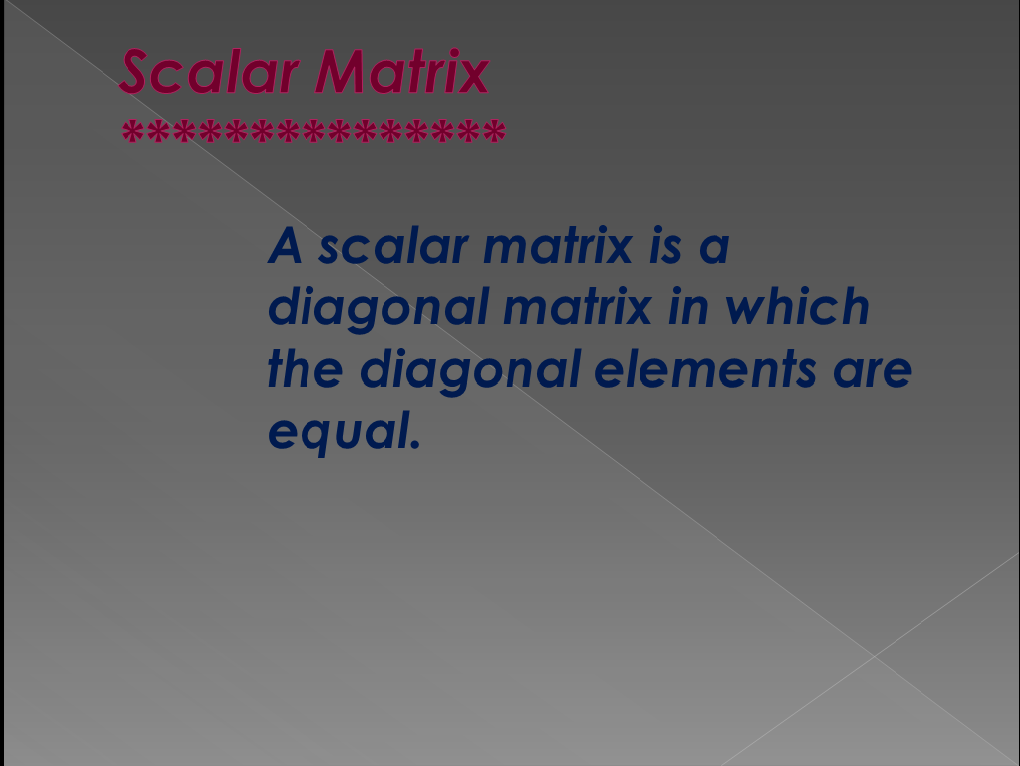 Scalar Matrix
***************
A scalar matrix is a
diagonal matrix in which
the diagonal elements are
equal.